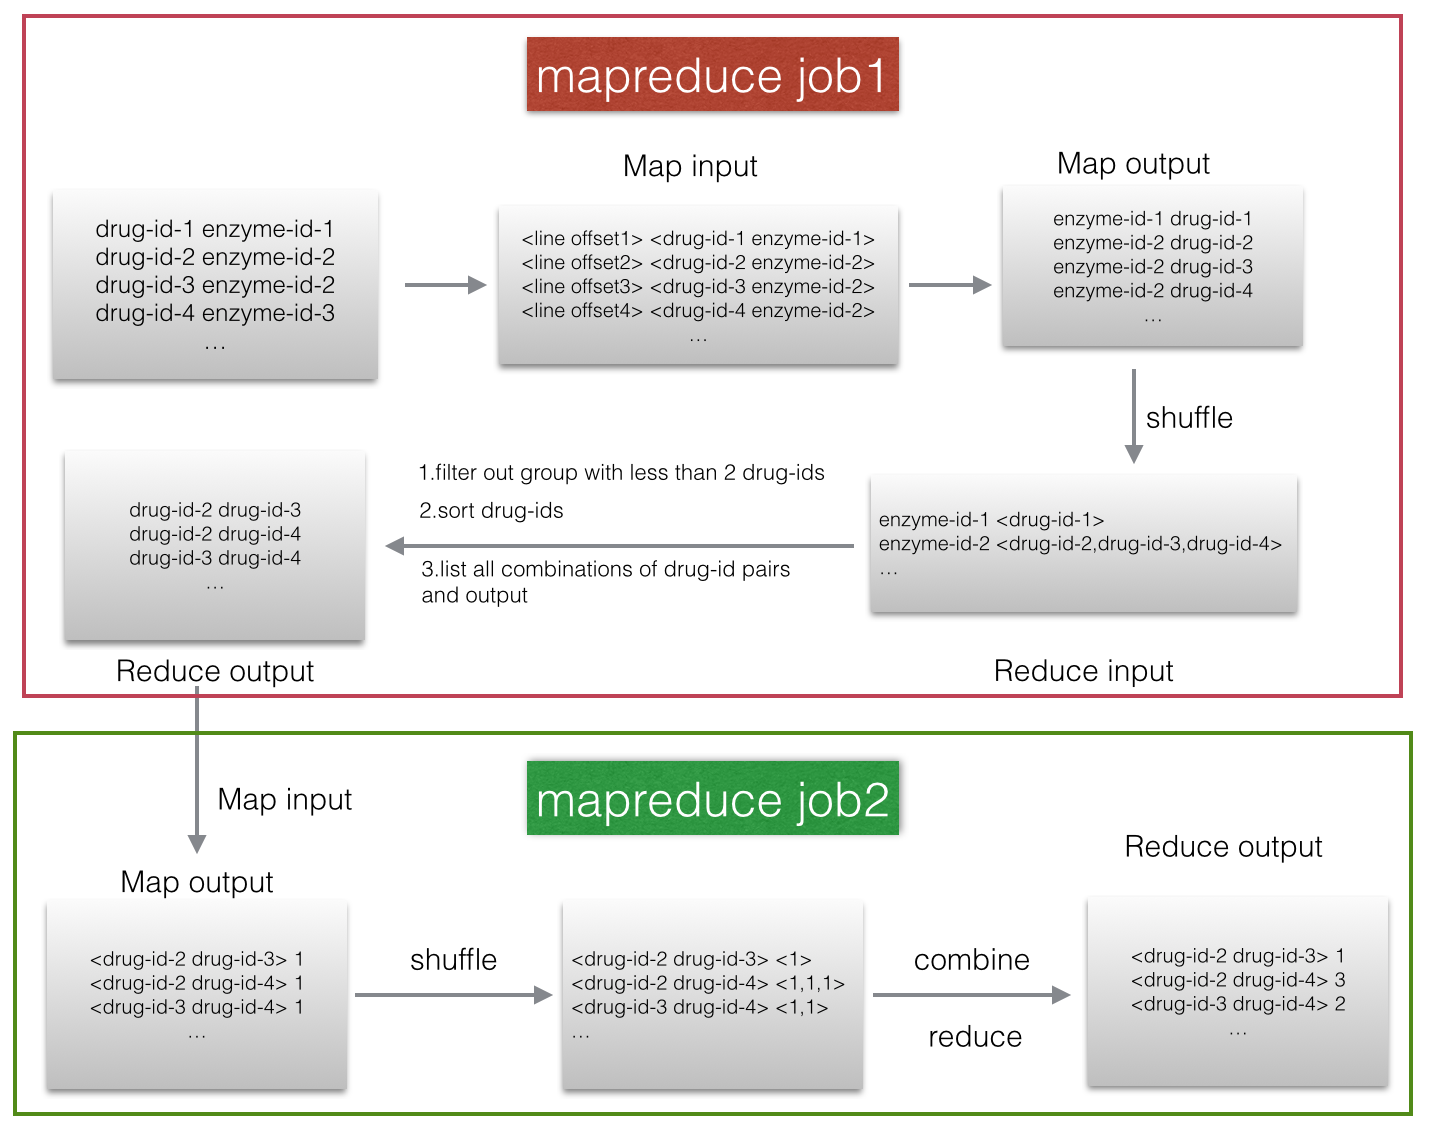 mapreduce job1
Map input
Map output
drug-id-1 enzyme-id-1
drug-id-2 enzyme-id-2
drug-id-3 enzyme-id-2
drug-id-4 enzyme-id-3
...
<line offset1> <drug-id-1 enzyme-id-1>
<line offset2> <drug-id-2 enzyme-id-2>
<line offset3> <drug-id-3 enzyme-id-2>
<line offset4> <drug-id-4 enzyme-id-2>
...
enzyme-id-1 drug-id-1
enzyme-id-2 drug-id-2
enzyme-id-2 drug-id-3
enzyme-id-2 drug-id-4
...
shuffle
enzyme-id-1 <drug-id-1>
enzyme-id-2 <drug-id-2,drug-id-3,drug-id-4>
...
Reduce input
1.filter out group with less than 2 drug-ids
2.sort drug-ids
3.list all combinations of drug-id pairs
and output
drug-id-2 drug-id-3
drug-id-2 drug-id-4
drug-id-3 drug-id-4
...
Reduce output
mapreduce job2
Map input
Map output
<drug-id-2 drug-id-3> 1
<drug-id-2 drug-id-4> 1
<drug-id-3 drug-id-4> 1
...
shuffle
<drug-id-2 drug-id-3> <1>
<drug-id-2 drug-id-4> <1,1,1>
<drug-id-3 drug-id-4> <1,1>
...
combine
reduce
Reduce output
<drug-id-2 drug-id-3> 1
<drug-id-2 drug-id-4> 3
<drug-id-3 drug-id-4> 2
...